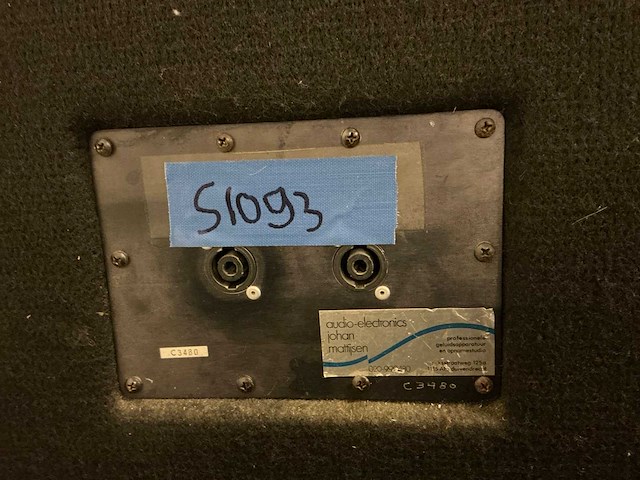 S1093
audio-electronics
johan
mattijsen
professionele
geluidsapparatuur
en opnamestudio
C3480
C3480